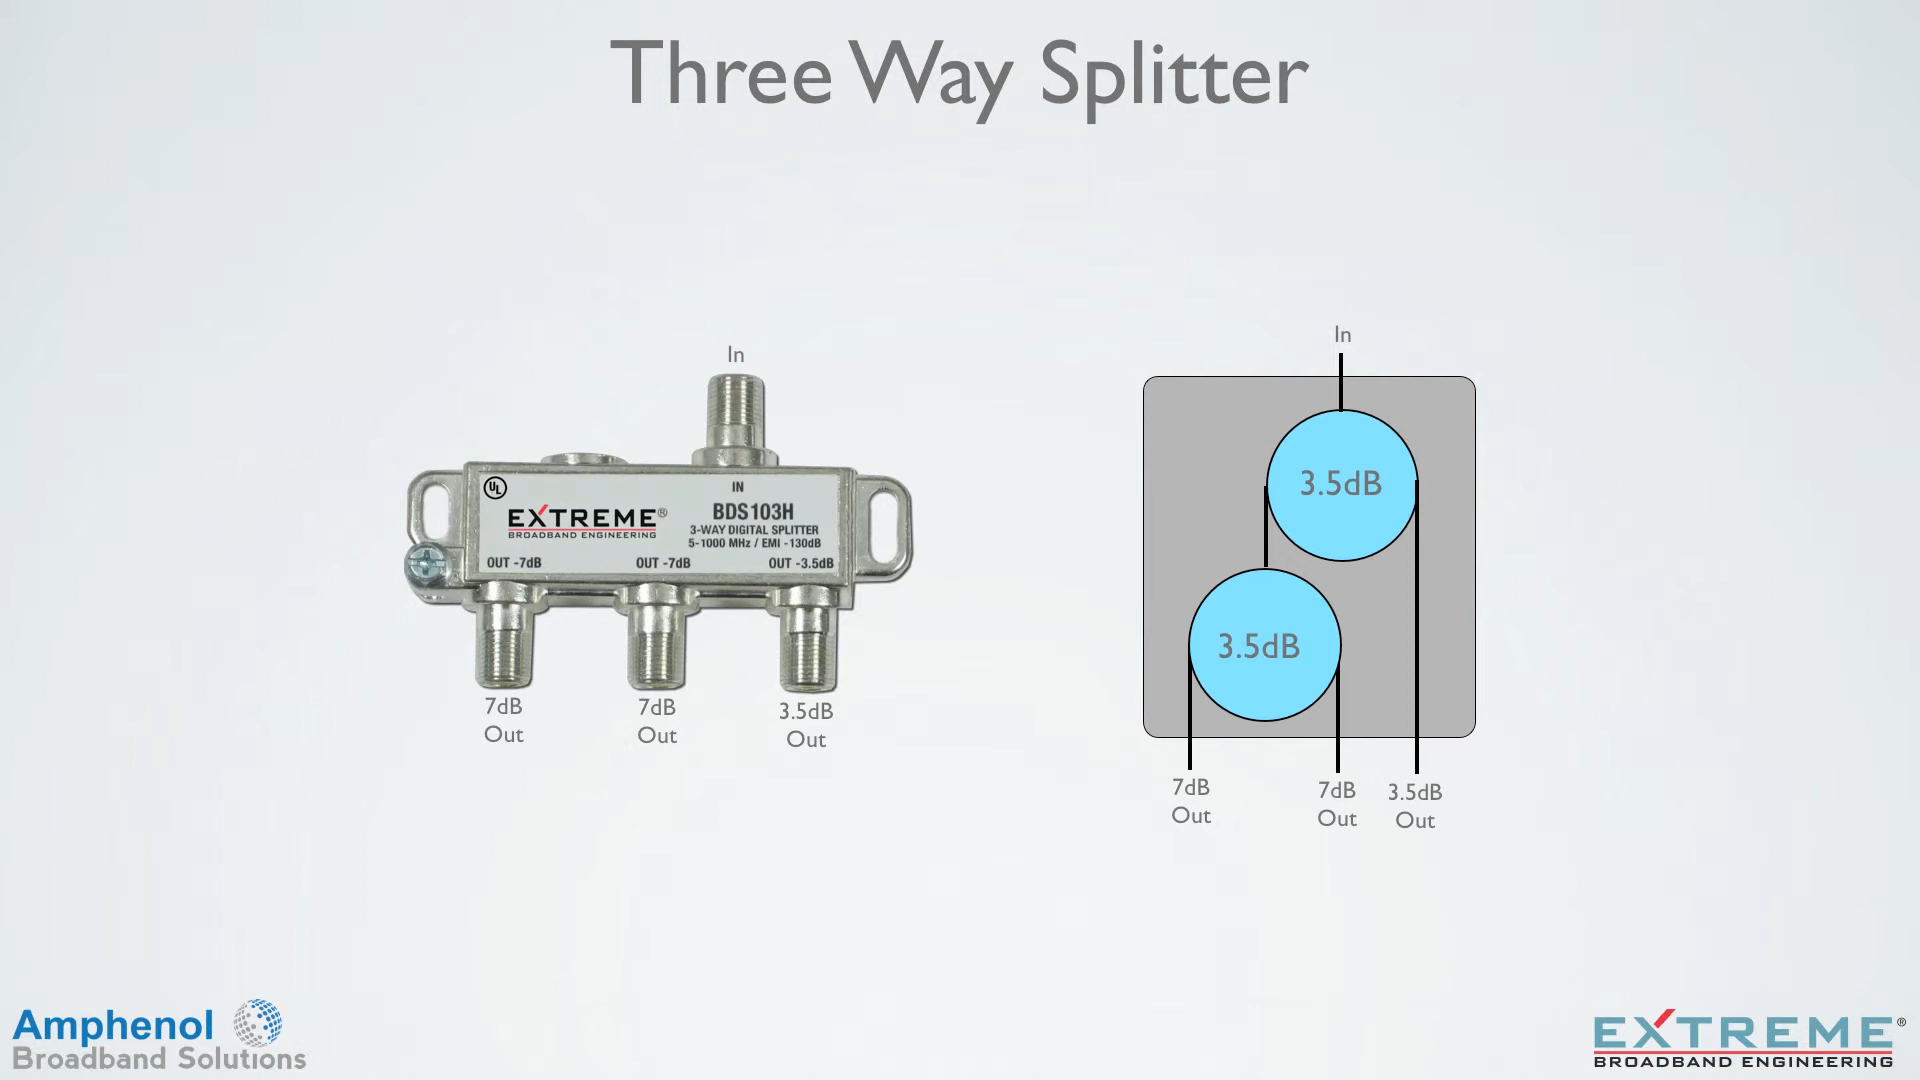 Three Way Splitter
In
UL
IN
EXTREME®
BROADBAND ENGINEERING
BDS103H
3-WAY DIGITAL SPLITTER
5-1000 MHz / EMI -130dB
OUT -7dB
OUT -7dB
OUT -3.5dB
7dB
Out
7dB
Out
3.5dB
Out
In
3.5dB
3.5dB
7dB
Out
7dB
Out
3.5dB
Out
Amphenol
Broadband Solutions
EXTREME®
BROADBAND ENGINEERING